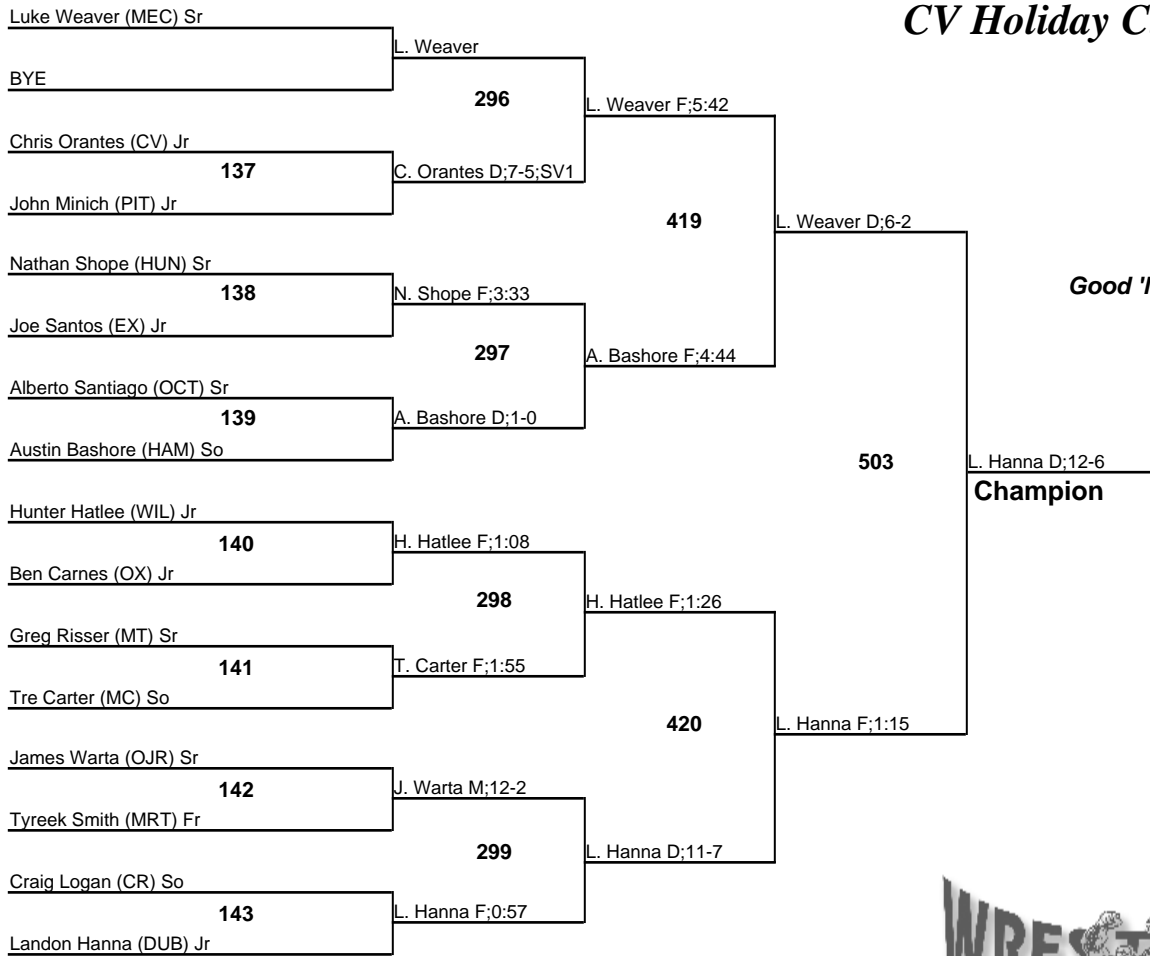 CV Holiday C
Luke Weaver (MEC) Sr
L. Weaver
BYE
296
L. Weaver F;5:42
Chris Orantes (CV) Jr
137
C. Orantes D;7-5;SV1
John Minich (PIT) Jr
419
L. Weaver D;6-2
Nathan Shope (HUN) Sr
138
N. Shope F;3:33
Good '
Joe Santos (EX) Jr
297
A. Bashore F;4:44
Alberto Santiago (OCT) Sr
139
A. Bashore D;1-0
Austin Bashore (HAM) So
503
L. Hanna D;12-6
Champion
Hunter Hatlee (WIL) Jr
140
H. Hatlee F;1:08
Ben Carnes (OX) Jr
298
H. Hatlee F;1:26
Greg Risser (MT) Sr
141
T. Carter F;1:55
Tre Carter (MC) So
420
L. Hanna F;1:15
James Warta (OJR) Sr
142
J. Warta M;12-2
Tyreek Smith (MRT) Fr
299
L. Hanna D;11-7
Craig Logan (CR) So
143
L. Hanna F;0:57
Landon Hanna (DUB) Jr
WRES